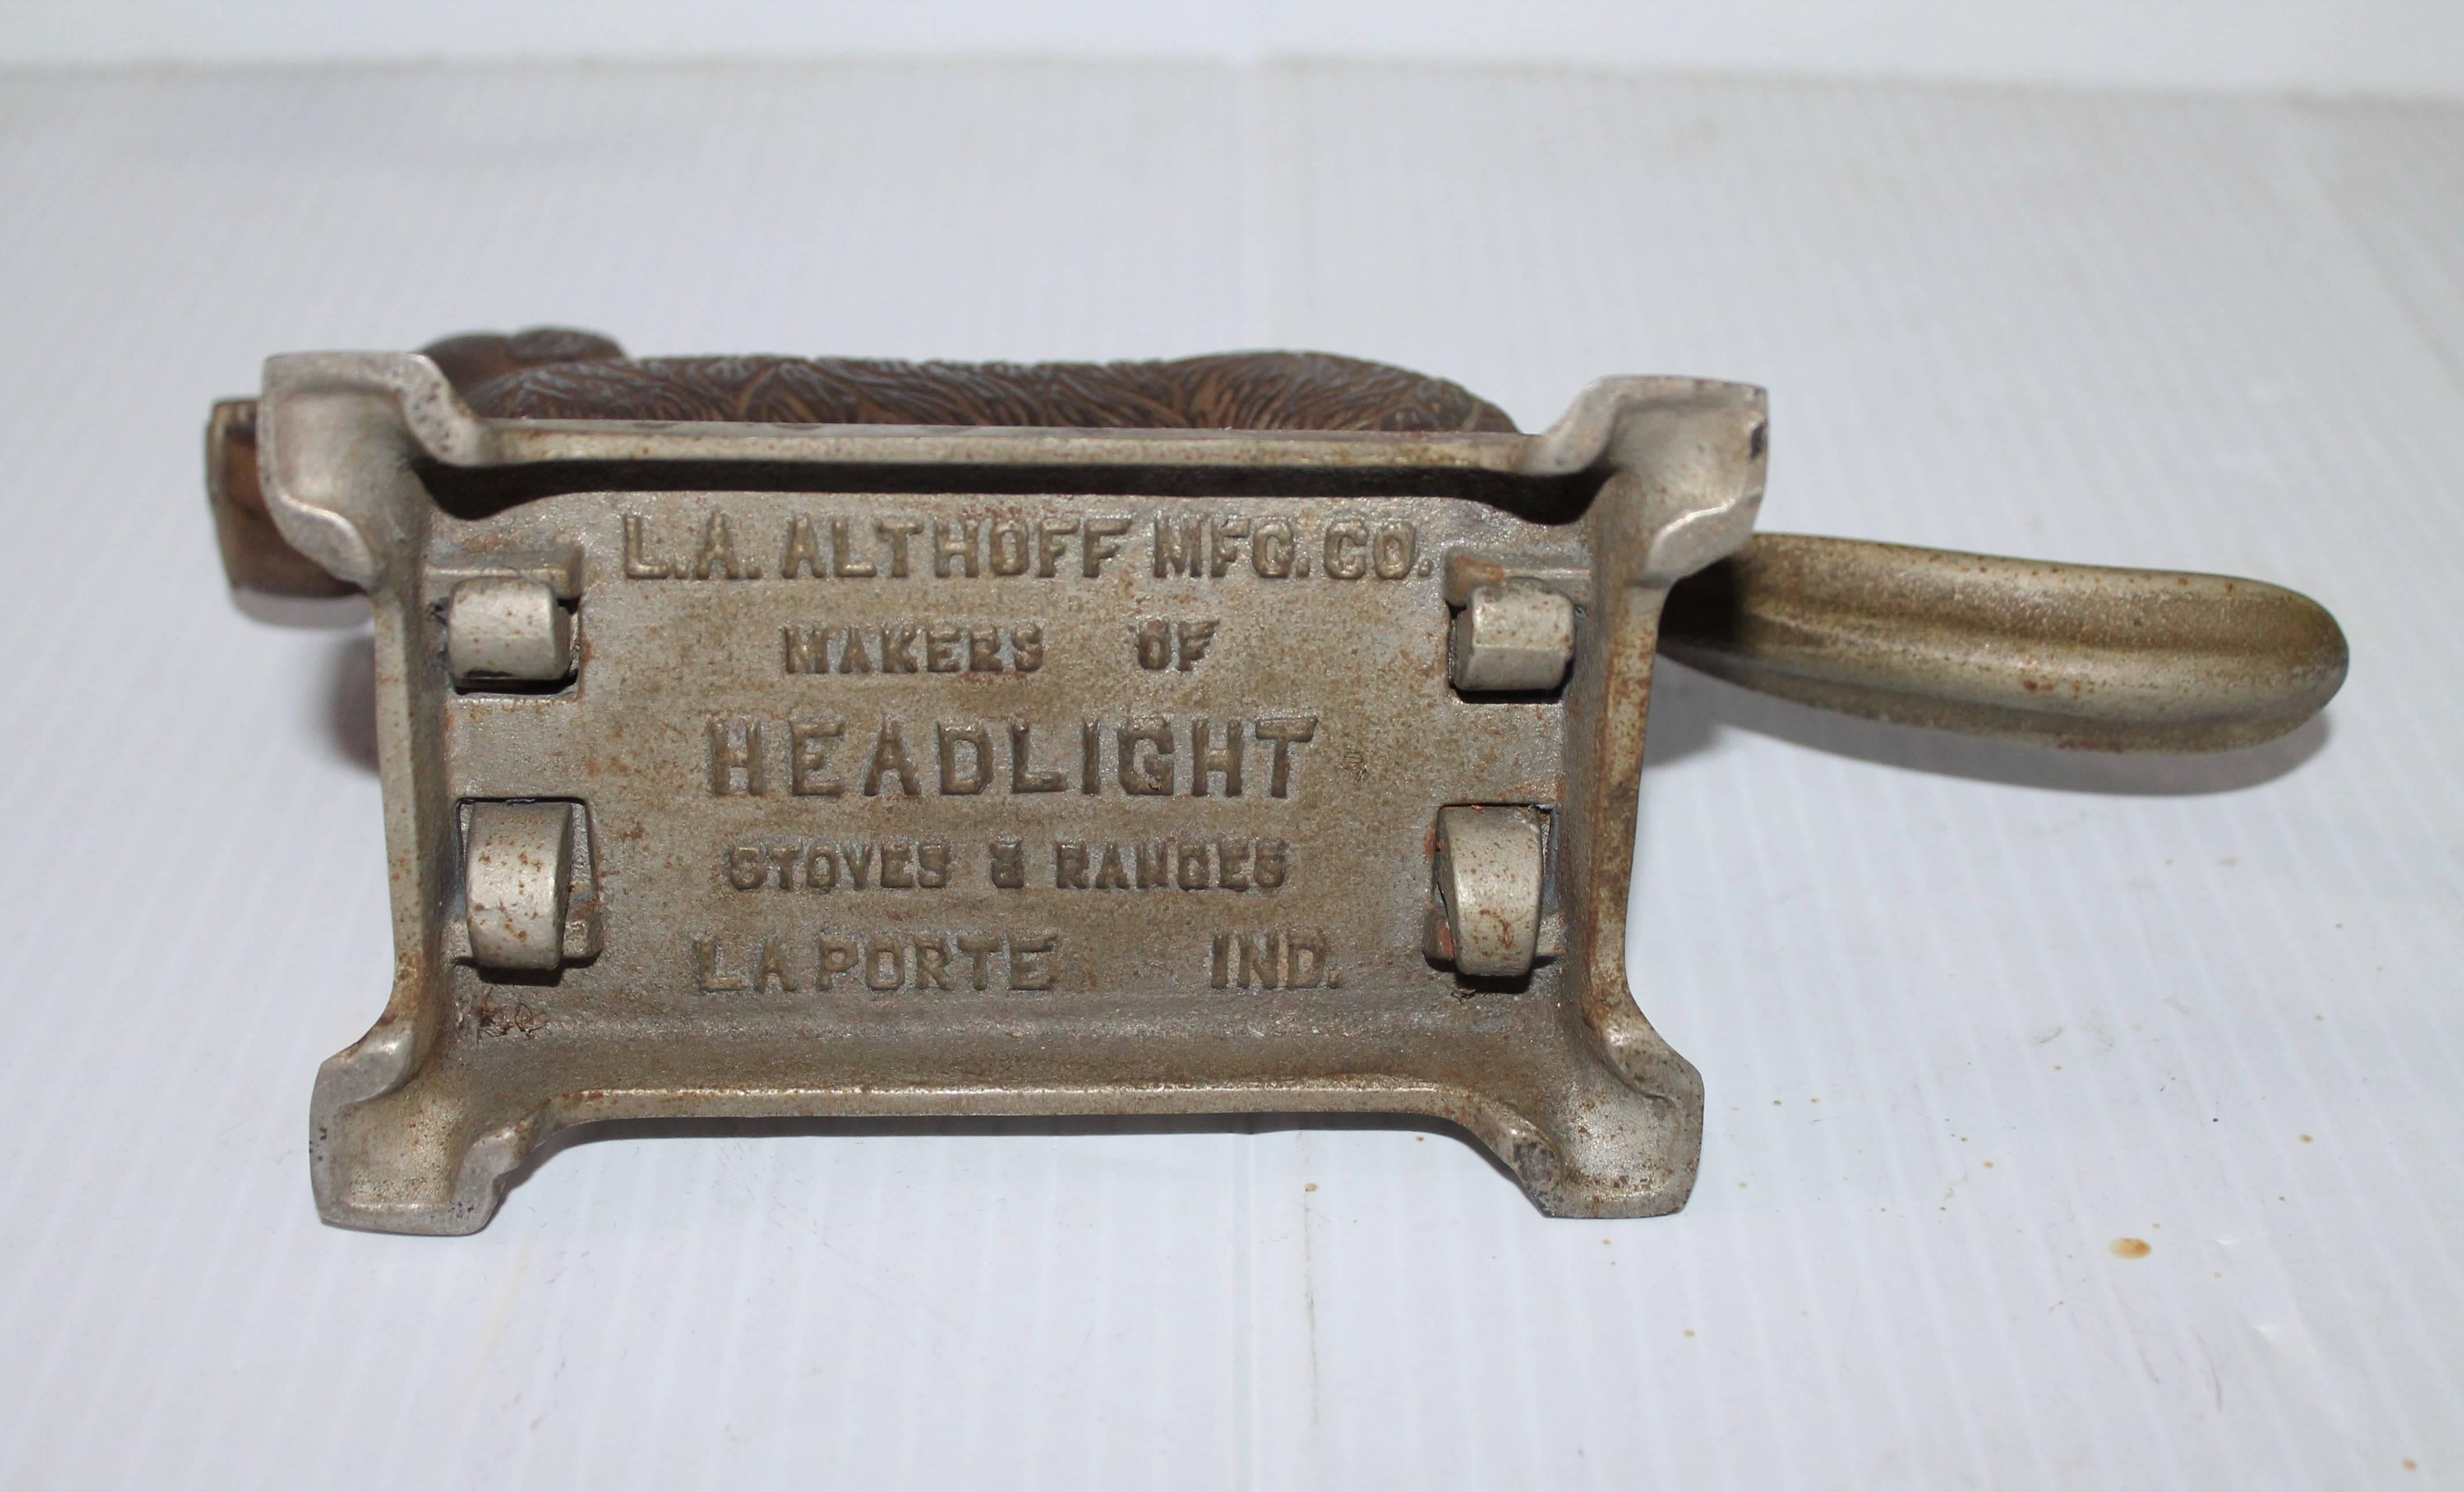 L.A. ALTHOFF MFG. CO.
MAKERS OF
HEADLIGHT
STOVES & RANGES
LA PORTE IND.